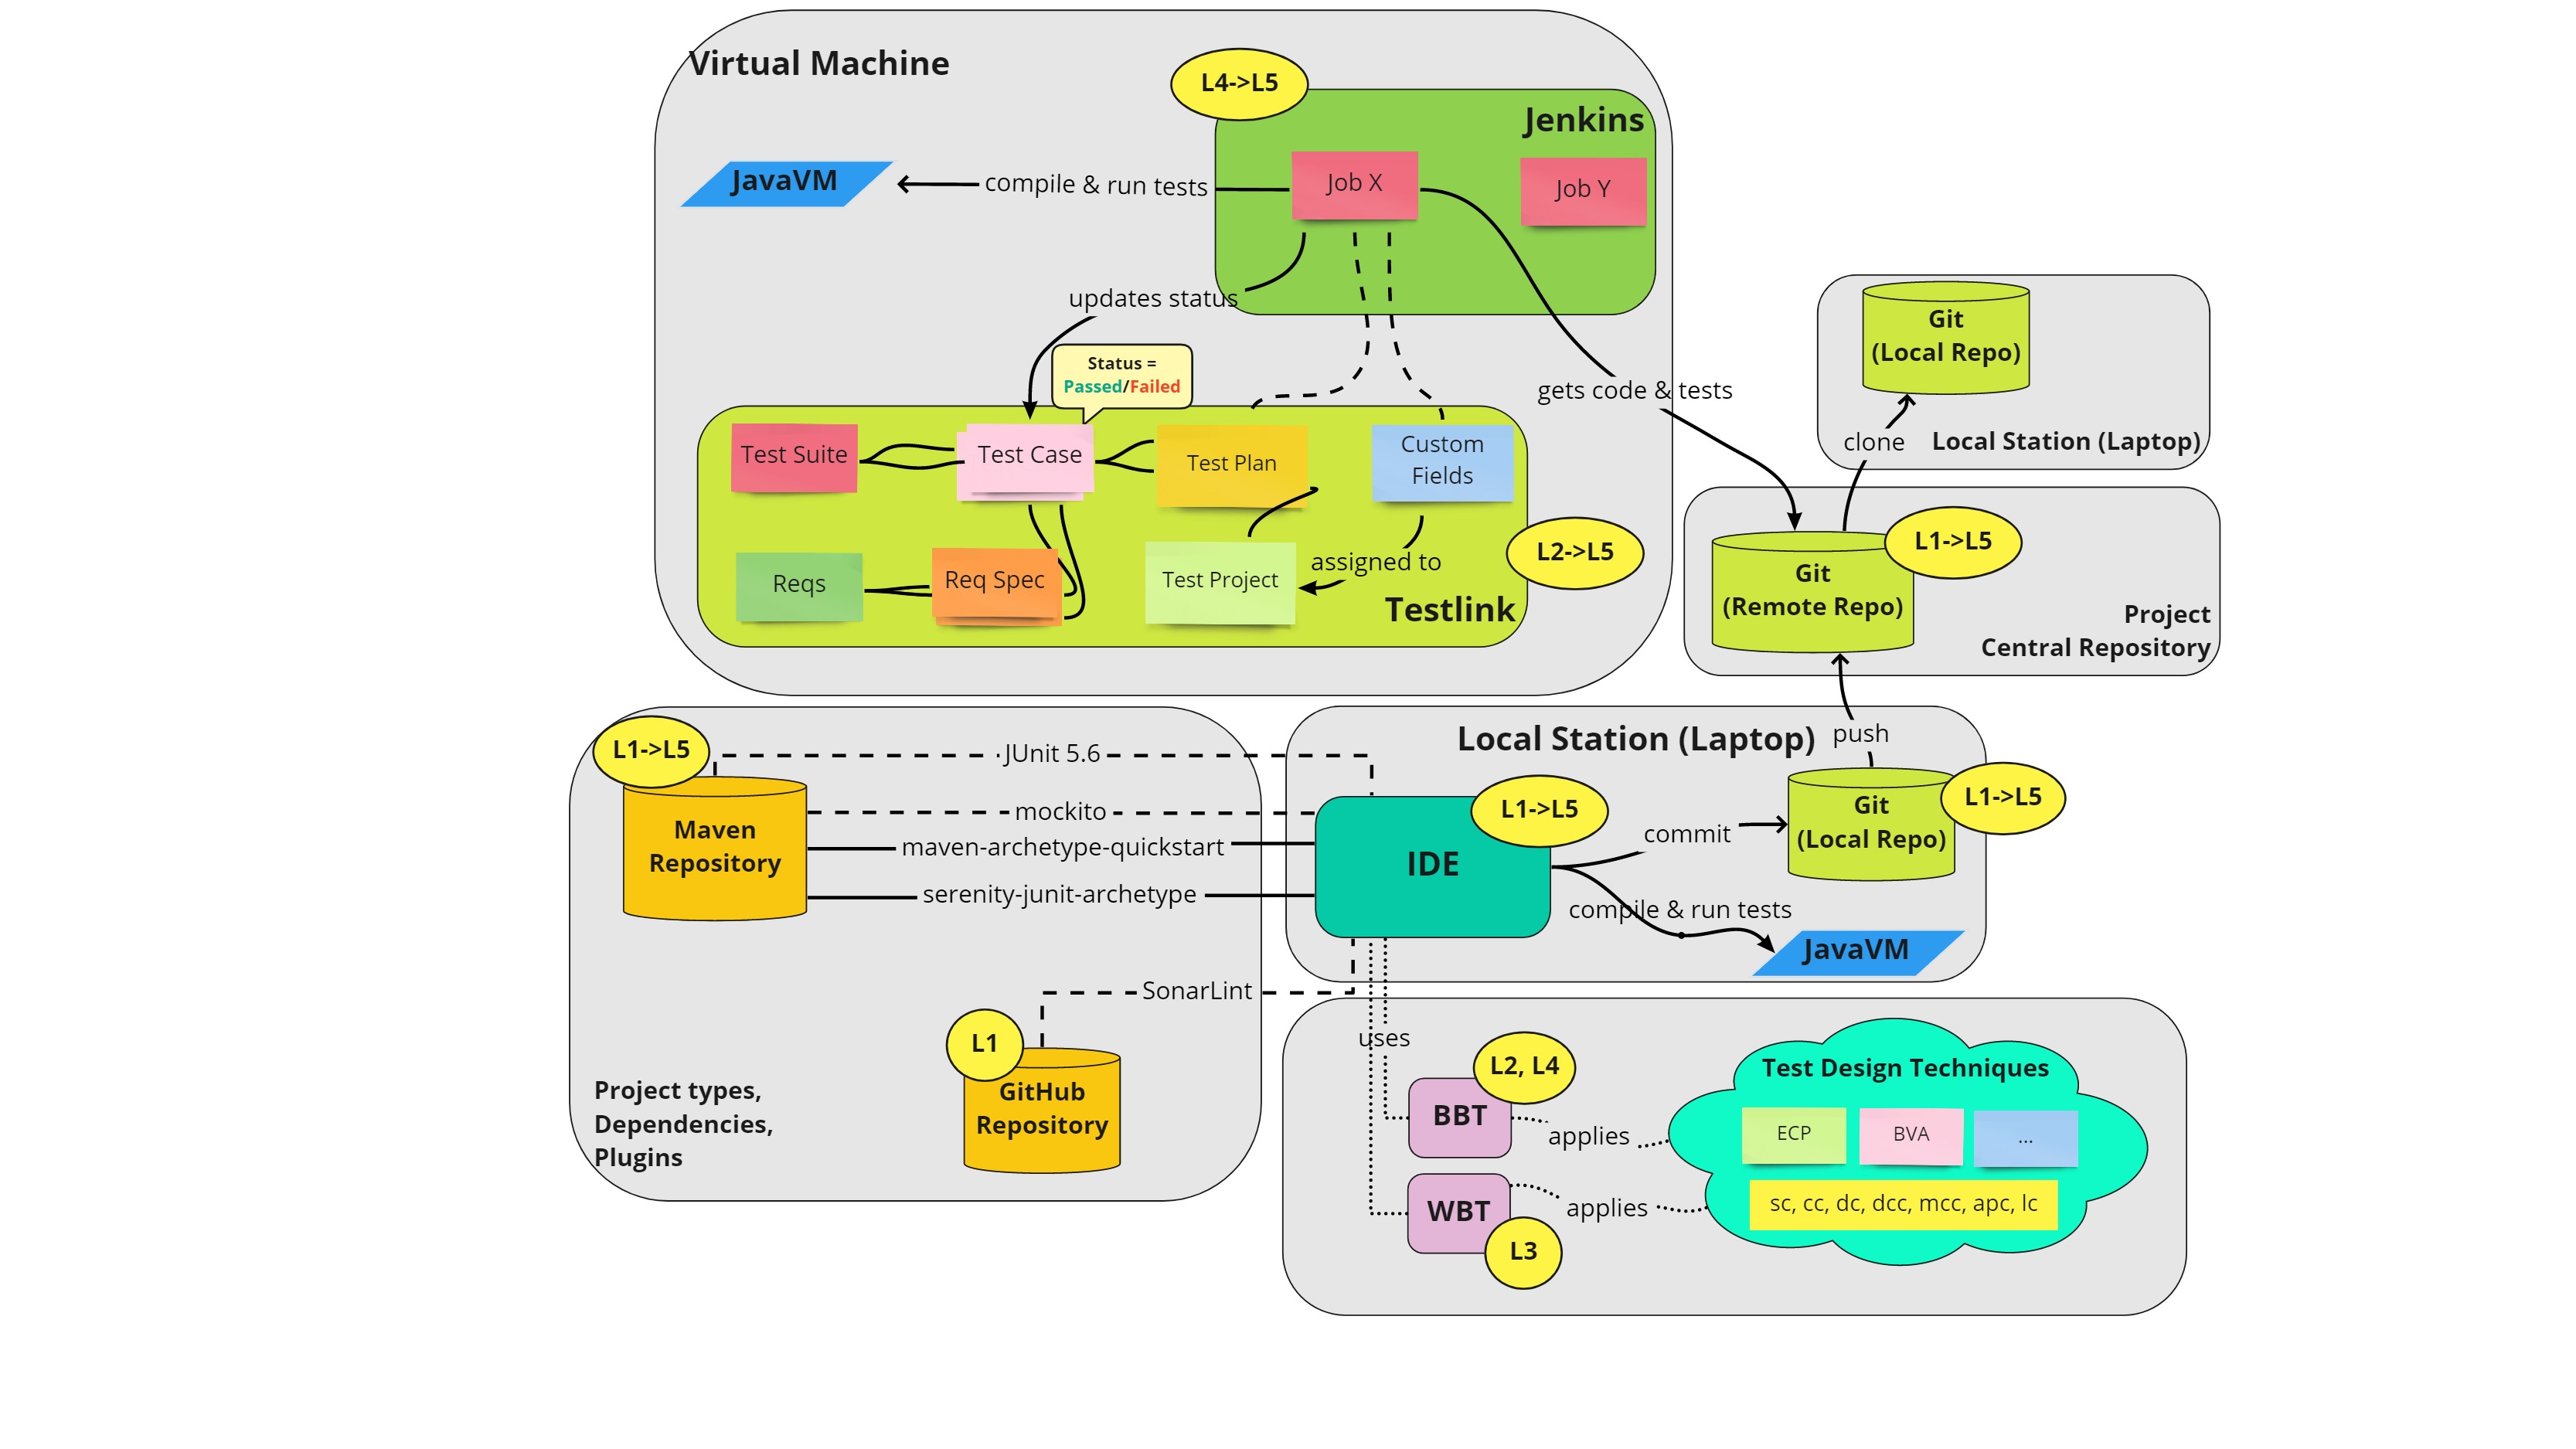 Virtual Machine
L4->L5
Jenkins
JavaVM
compile & run tests
Job X
Job Y
updates status
Status =
Passed/Failed
gets code & tests
Test Suite
Test Case
Test Plan
Custom
Fields
Reqs
Req Spec
Test Project
assigned to
Testlink
L2->L5
Git
(Local Repo)
clone
Local Station (Laptop)
L1->L5
Git
(Remote Repo)
Project
Central Repository
push
L1->L5
JUnit 5.6
mockito
maven-archetype-quickstart
serenity-junit-archetype
Maven
Repository
SonarLint
L1
GitHub
Repository
Project types,
Dependencies,
Plugins
Local Station (Laptop)
L1->L5
IDE
commit
Git
(Local Repo)
L1->L5
compile & run tests
JavaVM
uses
L2, L4
BBT
applies
WBT
L3
applies
Test Design Techniques
ECP
BVA
...
sc, cc, dc, dcc, mcc, apc, lc